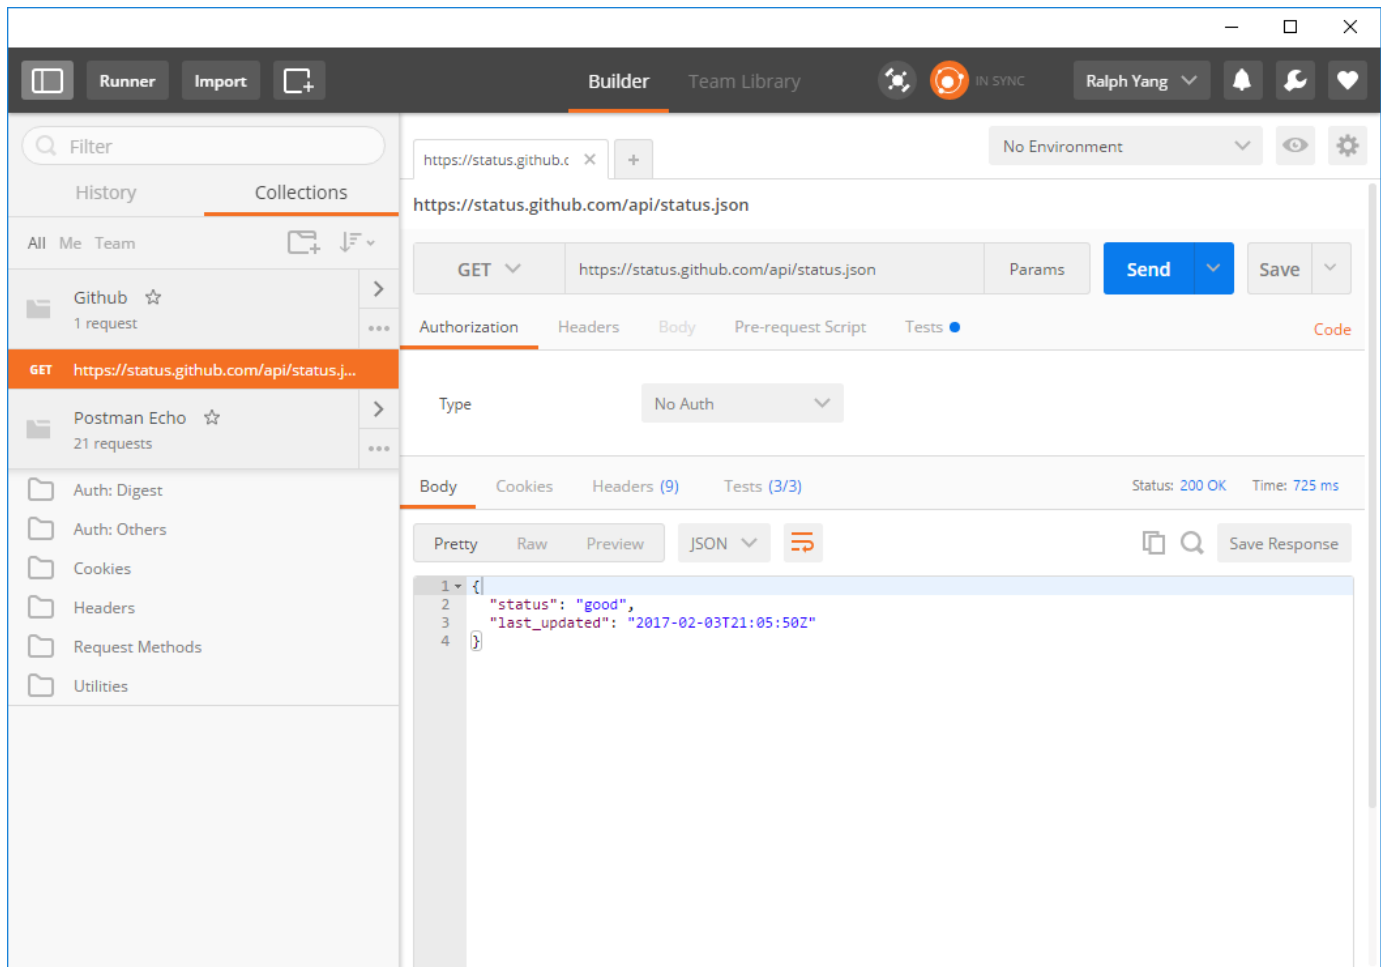 Runner Import Builder Team Library IN SYNC Ralph Yang
Filter
History Collections
All Me Team
Github
1 request
GET https://status.github.com/api/status.j...
Postman Echo
21 requests
Auth: Digest
Auth: Others
Cookies
Headers
Request Methods
Utilities
https://status.github.c No Environment
https://status.github.com/api/status.json
GET https://status.github.com/api/status.json Params Send Save
Authorization Headers Body Pre-request Script Tests Code
Type No Auth
Body Cookies Headers (9) Tests (3/3) Status: 200 OK Time: 725 ms
Pretty Raw Preview JSON Save Response
1 {
2 "status": "good",
3 "last_updated": "2017-02-03T21:05:50Z"
4 }